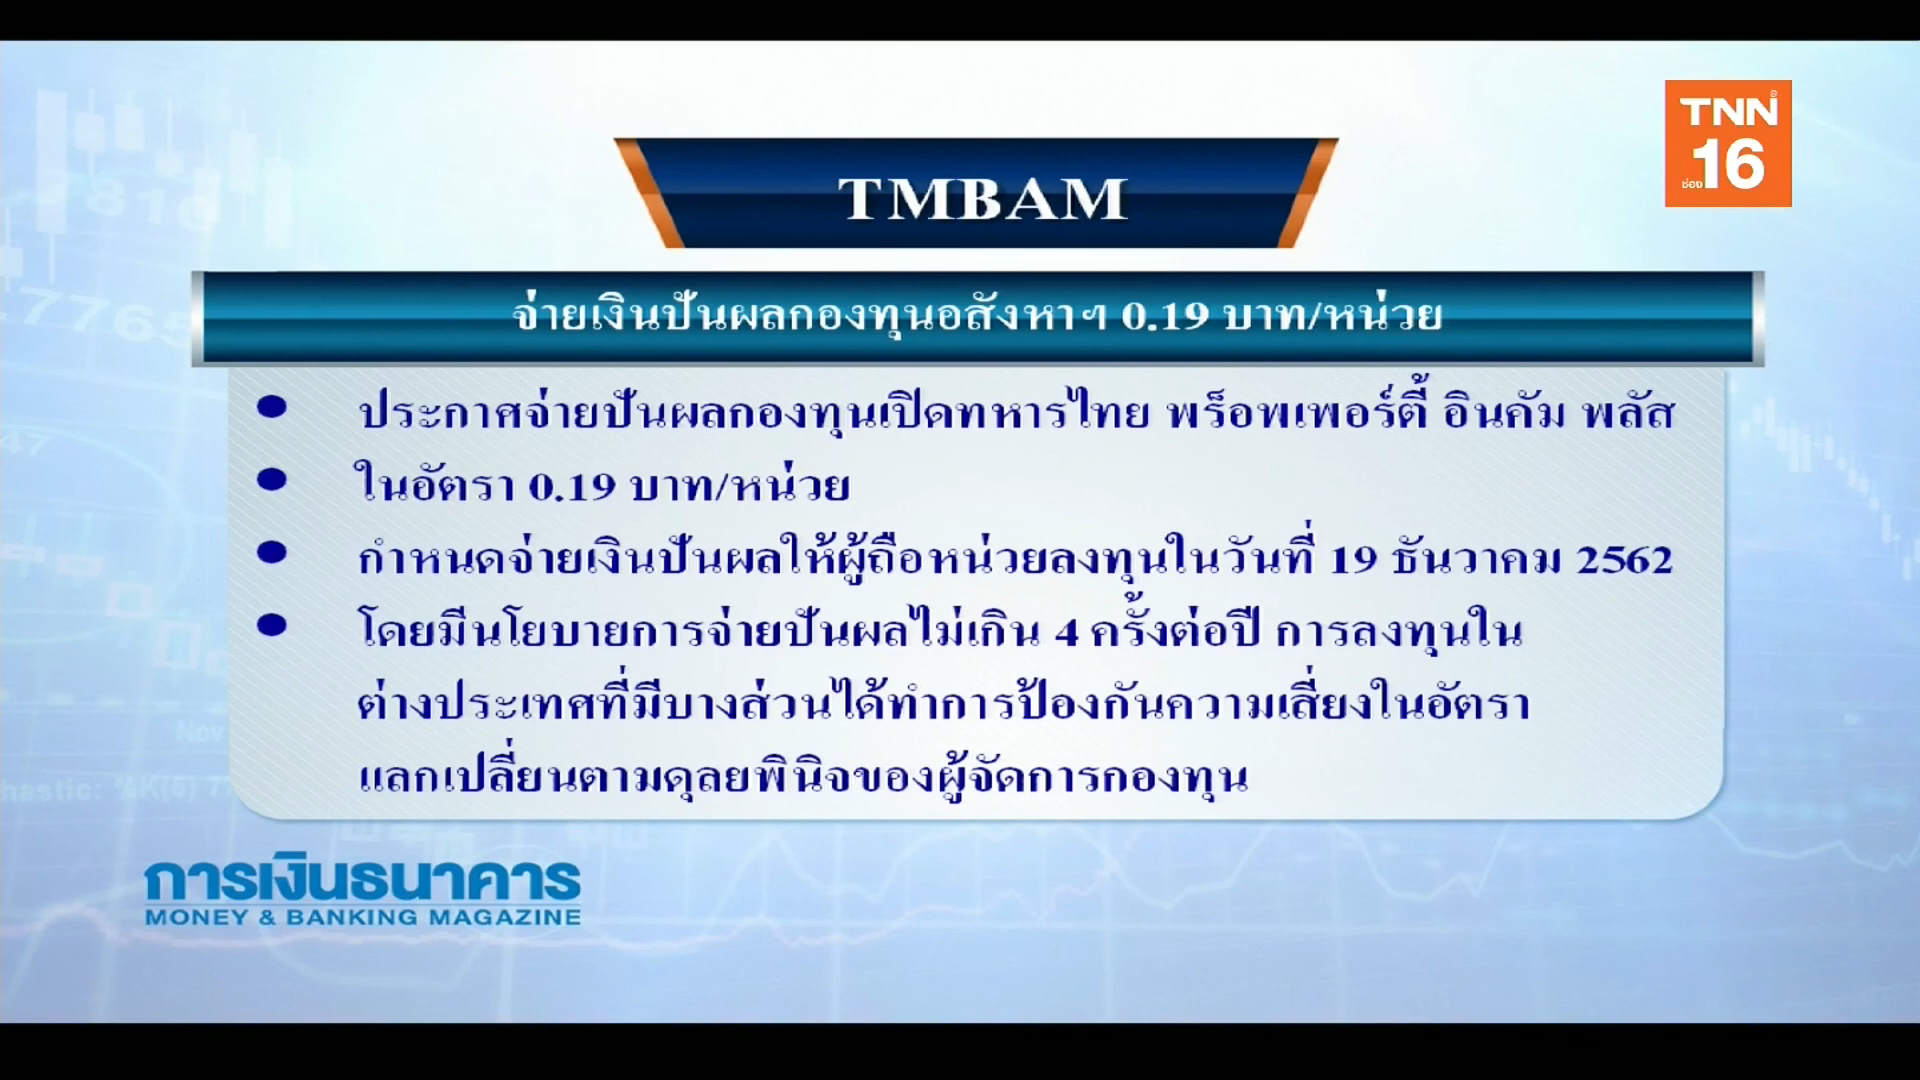 TNN
ช่อง 16
TMBAM
จ่ายเงินปันผลกองทุนอสังหาฯ 0.19 บาท/หน่วย
● ประกาศจ่ายปันผลกองทุนเปิดทหารไทย พร็อพเพอร์ตี้ อินคัม พลัส
● ในอัตรา 0.19 บาท/หน่วย
● กำหนดจ่ายเงินปันผลให้ผู้ถือหน่วยลงทุนในวันที่ 19 ธันวาคม 2562
● โดยมีนโยบายการจ่ายปันผลไม่เกิน 4 ครั้งต่อปี การลงทุนใน
ต่างประเทศที่มีบางส่วนได้ทำการป้องกันความเสี่ยงในอัตรา
แลกเปลี่ยนตามดุลยพินิจของผู้จัดการกองทุน
การเงินธนาคาร
MONEY & BANKING MAGAZINE